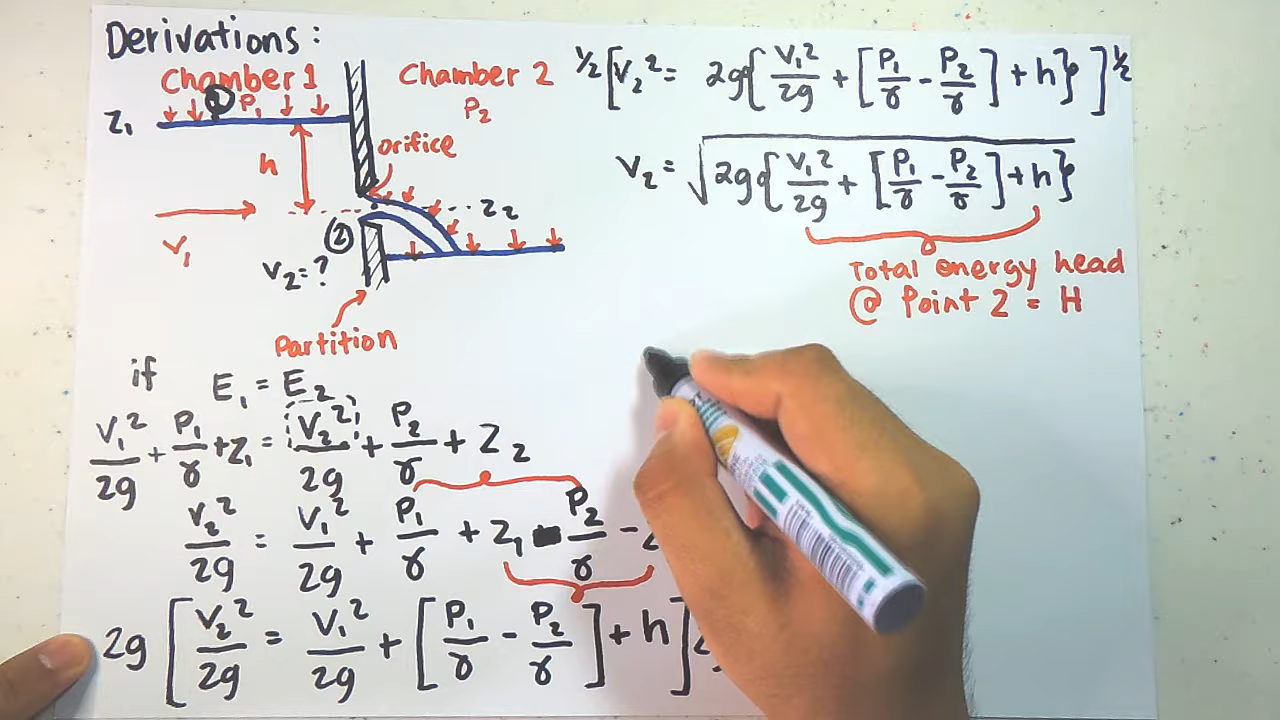 Derivations:
Chamber 1
Chamber 2
1 P₁
P₂
Z₁
orifice
h
Z₂
V₁
2
V₂ = ?
Partition
if E₁ = E₂
V₁²/2g + P₁/γ + Z₁ = V₂²/2g + P₂/γ + Z₂
V₂²/2g = V₁²/2g + P₁/γ + Z₁ - P₂/γ -
2g [V₂²/2g = V₁²/2g + [P₁/γ - P₂/γ] + h]
1/2 [V₂² = 2g{V₁²/2g + [P₁/γ - P₂/γ] + h}] 1/2
V₂ = √2g{V₁²/2g + [P₁/γ - P₂/γ] + h}
Total energy head
@ Point 2 = H